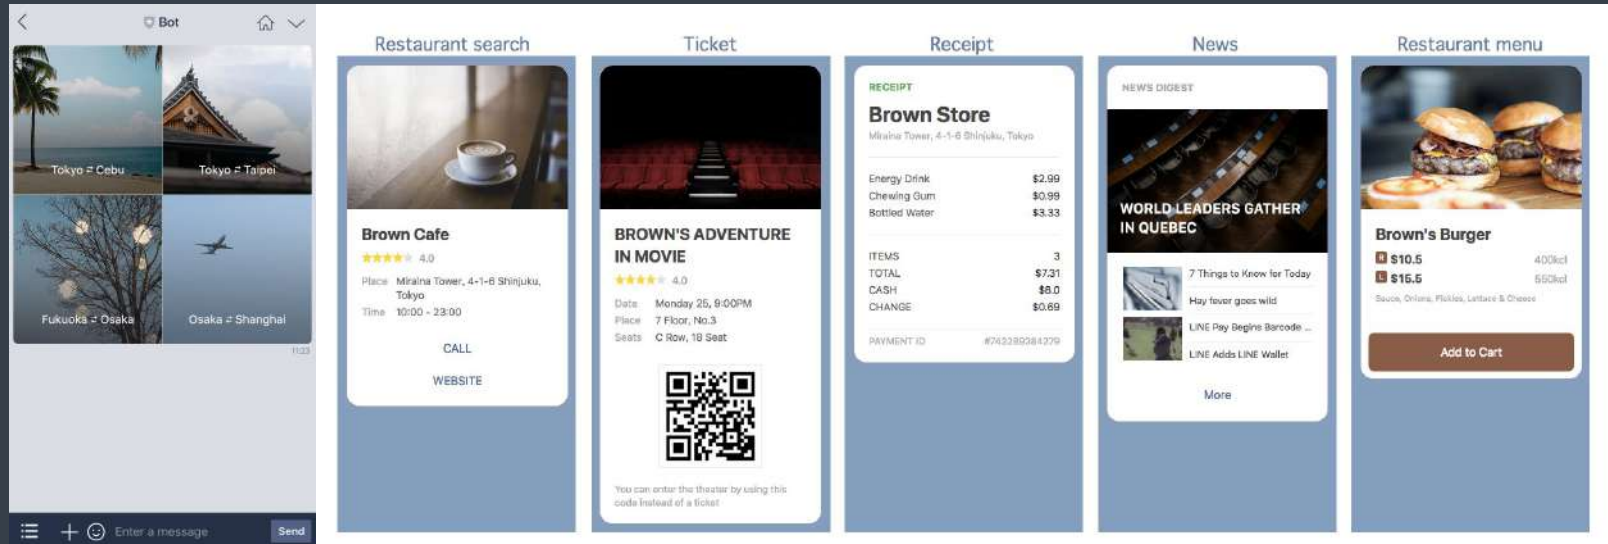 Bot
Tokyo ⇄ Cebu
Tokyo ⇄ Taipei
Fukuoka ⇄ Osaka
Osaka ⇄ Shanghai
11:23
Enter a message
Send
Restaurant search
Brown Cafe
4.0
Place Miraina Tower, 4-1-6 Shinjuku,
Tokyo
Time 10:00 - 23:00
CALL
WEBSITE
Ticket
BROWN'S ADVENTURE
IN MOVIE
4.0
Date Monday 25, 9:00PM
Place 7 Floor, No.3
Seats C Row, 18 Seat
You can enter the theater by using this
code instead of a ticket
Receipt
RECEIPT
Brown Store
Miraina Tower, 4-1-6 Shinjuku, Tokyo
Energy Drink $2.99
Chewing Gum $0.99
Bottled Water $3.33
ITEMS 3
TOTAL $7.31
CASH $8.0
CHANGE $0.69
PAYMENT ID #743289384279
News
NEWS DIGEST
WORLD LEADERS GATHER
IN QUEBEC
7 Things to Know for Today
Hay fever goes wild
LINE Pay Begins Barcode ...
LINE Adds LINE Wallet
More
Restaurant menu
Brown's Burger
R $10.5 400kcl
L $15.5 550kcl
Sauce, Onions, Pickles, Lettuce & Cheese
Add to Cart